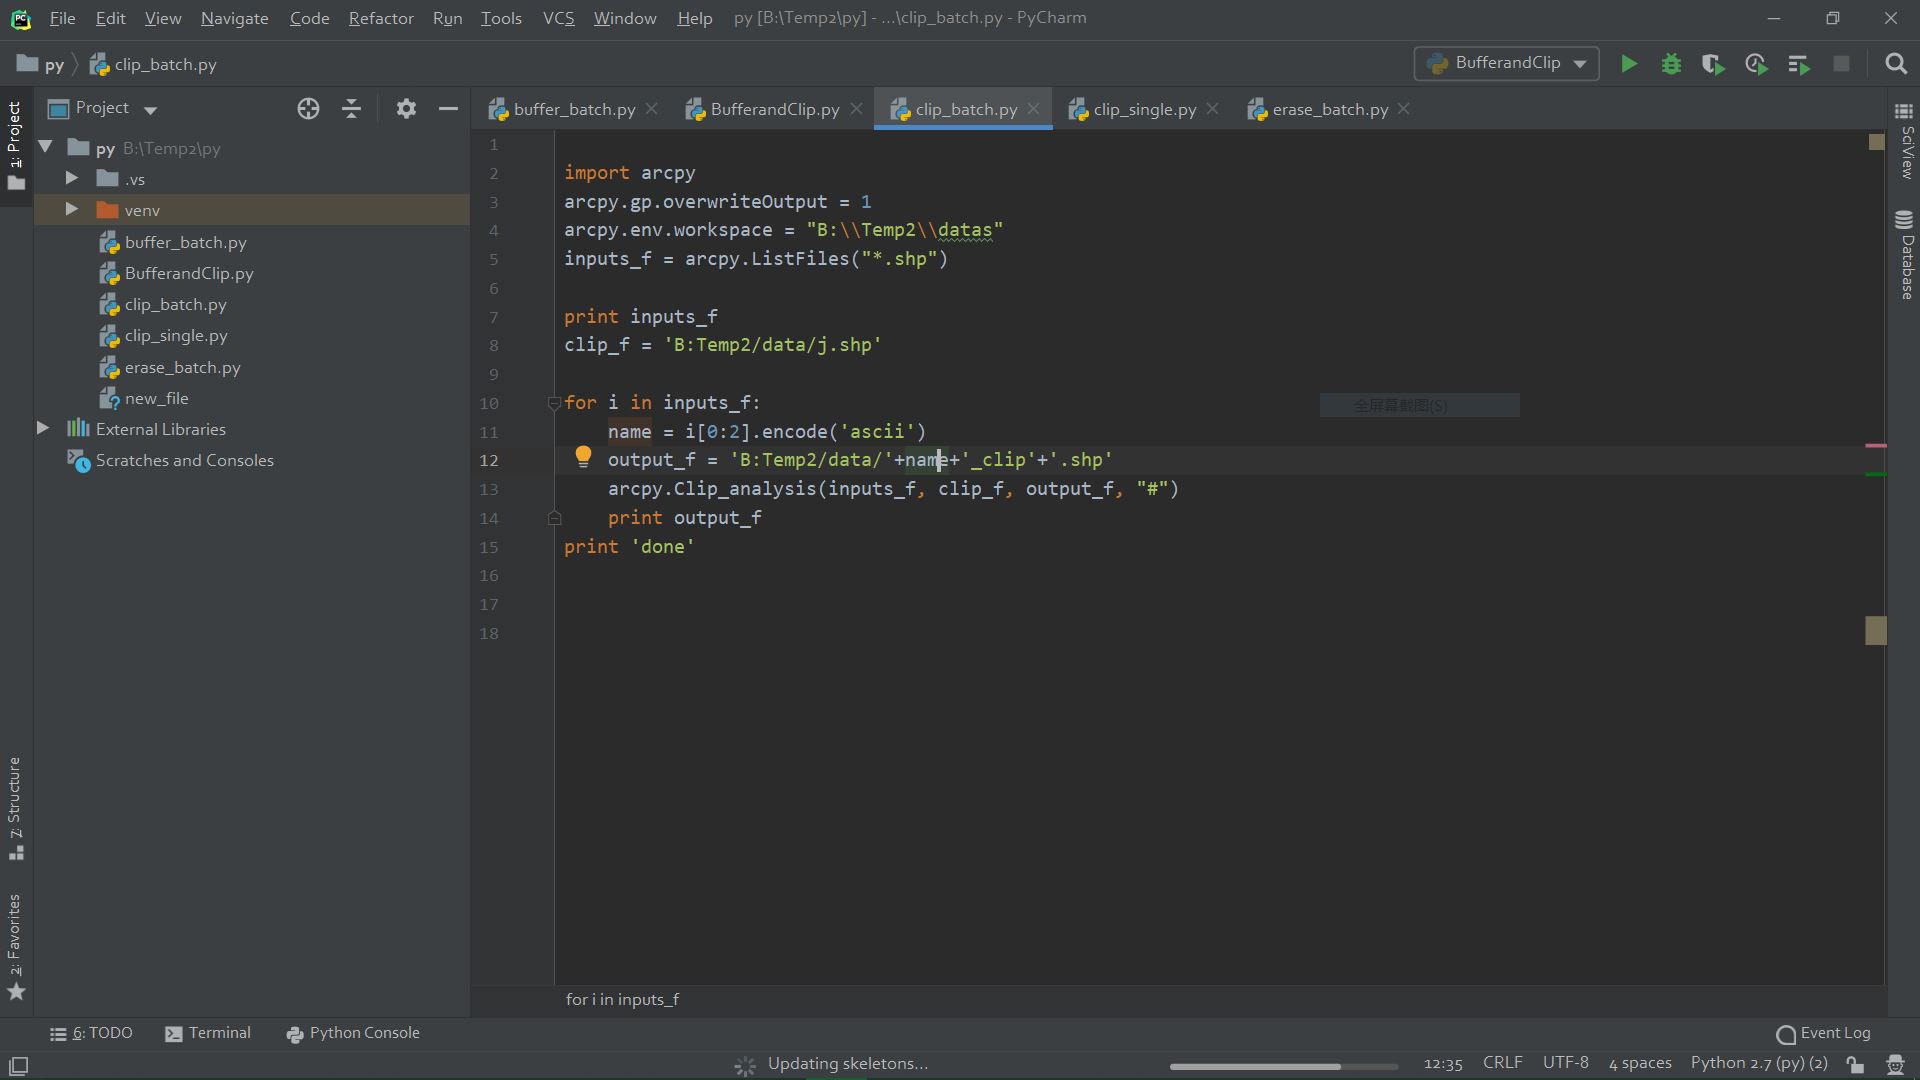 File Edit View Navigate Code Refactor Run Tools VCS Window Help py [B:\Temp2\py] - ...\clip_batch.py - PyCharm
py clip_batch.py BufferandClip
1: Project
Project
buffer_batch.py BufferandClip.py clip_batch.py clip_single.py erase_batch.py
py B:\Temp2\py
.vs
venv
buffer_batch.py
BufferandClip.py
clip_batch.py
clip_single.py
erase_batch.py
new_file
External Libraries
Scratches and Consoles
1
2 import arcpy
3 arcpy.gp.overwriteOutput = 1
4 arcpy.env.workspace = "B:\\Temp2\\datas"
5 inputs_f = arcpy.ListFiles("*.shp")
6
7 print inputs_f
8 clip_f = 'B:Temp2/data/j.shp'
9
10 for i in inputs_f:
11 name = i[0:2].encode('ascii')
12 output_f = 'B:Temp2/data/'+name+'_clip'+'.shp'
13 arcpy.Clip_analysis(inputs_f, clip_f, output_f, "#")
14 print output_f
15 print 'done'
16
17
18
全屏幕截图(S)
SciView
Database
7: Structure
2: Favorites
for i in inputs_f
6: TODO Terminal Python Console Event Log
Updating skeletons... 12:35 CRLF UTF-8 4 spaces Python 2.7 (py) (2)